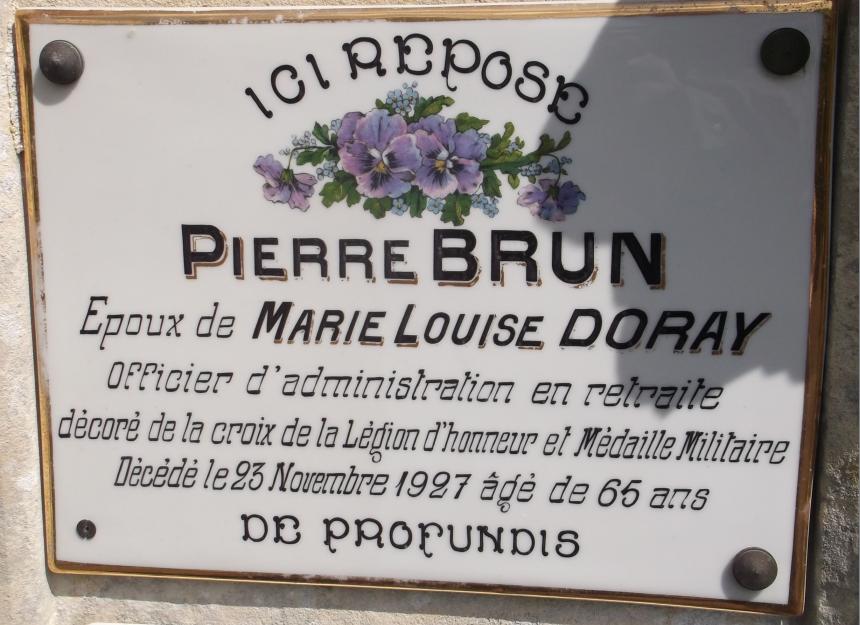 ICI REPOSE
PIERRE BRUN
Epoux de MARIE LOUISE DORAY
Officier d'administration en retraite
décoré de la croix de la Légion d'honneur et Médaille Militaire
Décédé le 23 Novembre 1927 âgé de 65 ans
DE PROFUNDIS